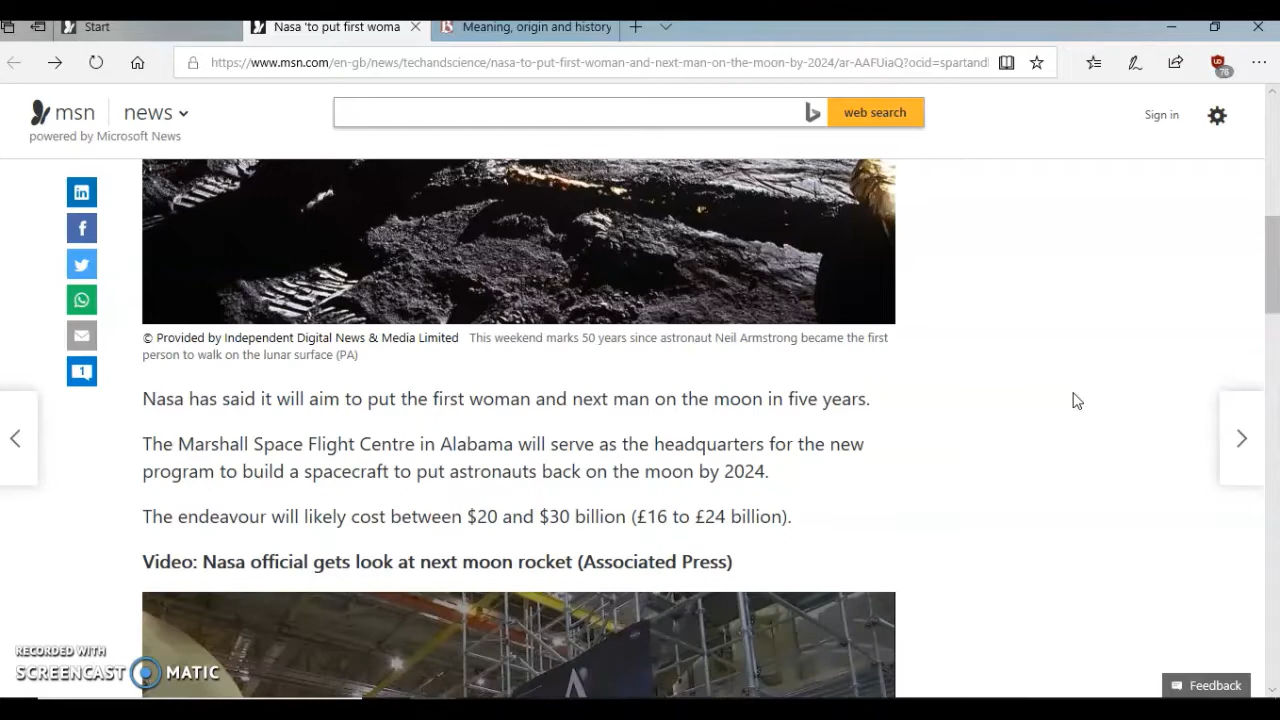 Start
Nasa 'to put first woma
Meaning, origin and history
https://www.msn.com/en-gb/news/techandscience/nasa-to-put-first-woman-and-next-man-on-the-moon-by-2024/ar-AAFUiaQ?ocid=spartandl
76
msn news
powered by Microsoft News
web search
Sign in
in
f
1
© Provided by Independent Digital News & Media Limited This weekend marks 50 years since astronaut Neil Armstrong became the first
person to walk on the lunar surface (PA)
Nasa has said it will aim to put the first woman and next man on the moon in five years.
The Marshall Space Flight Centre in Alabama will serve as the headquarters for the new
program to build a spacecraft to put astronauts back on the moon by 2024.
The endeavour will likely cost between $20 and $30 billion (£16 to £24 billion).
Video: Nasa official gets look at next moon rocket (Associated Press)
RECORDED WITH
SCREENCAST MATIC
Feedback